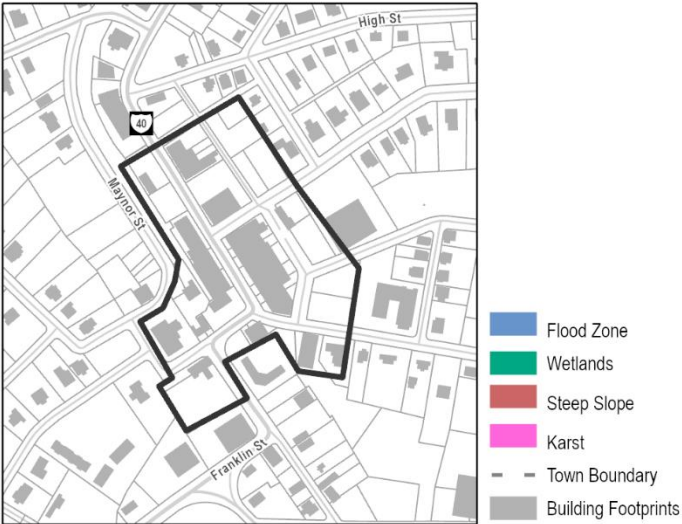 High St
40
Maynor St
Franklin St
Flood Zone
Wetlands
Steep Slope
Karst
Town Boundary
Building Footprints